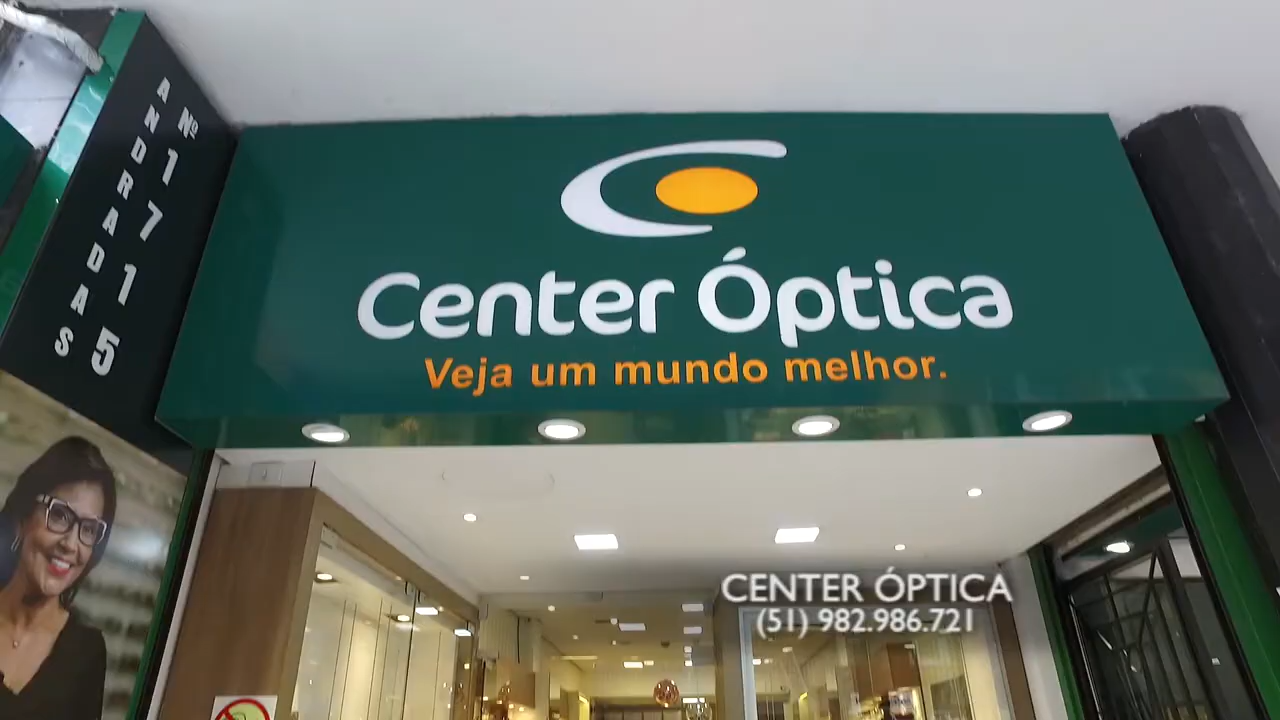 ANDRADAS
Nº 1715
Center Óptica
Veja um mundo melhor.
CENTER ÓPTICA
(51) 982.986.721